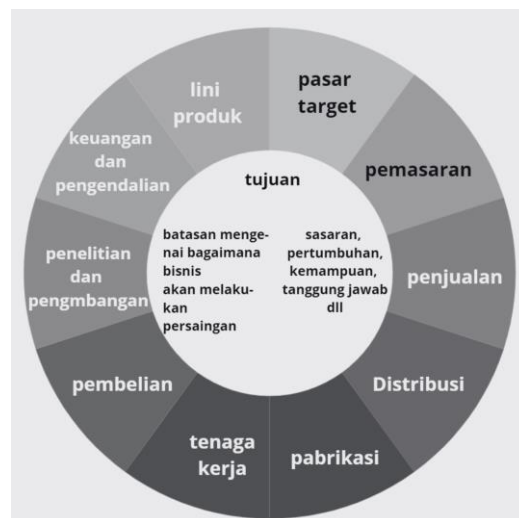 pasar
target
pemasaran
penjualan
Distribusi
pabrikasi
tenaga
kerja
pembelian
penelitian
dan
pengmbangan
keuangan
dan
pengendalian
lini
produk
tujuan
batasan menge-
nai bagaimana
bisnis
akan melaku-
kan
persaingan
sasaran,
pertumbuhan,
kemampuan,
tanggung jawab
dll